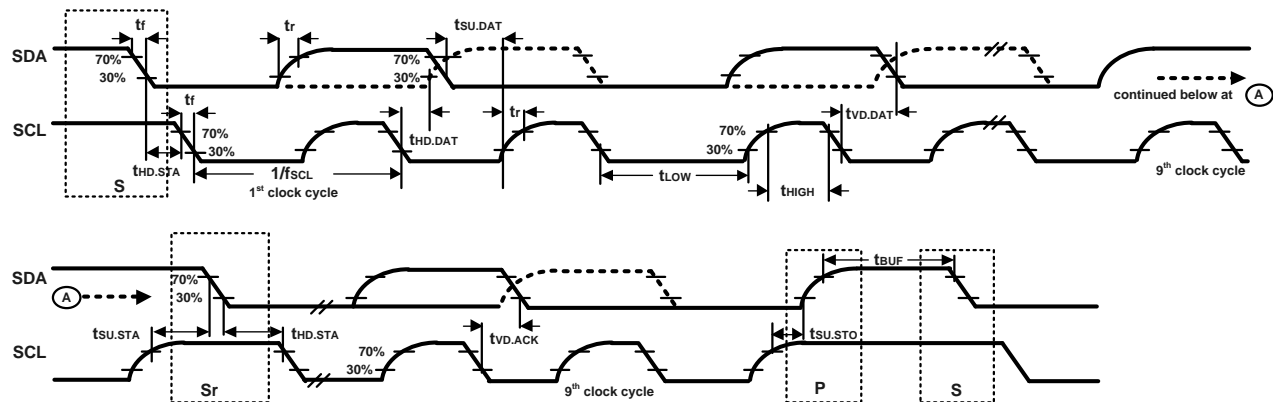 tf
tr
tSU.DAT
SDA
70%
30%
70%
30%
continued below at A
tf
tr
tVD.DAT
SCL
70%
30%
tHD.DAT
70%
30%
tHD.STA
1/fSCL
1st clock cycle
tLOW
tHIGH
9th clock cycle
S
SDA
70%
30%
tBUF
A
tSU.STA
tHD.STA
tVD.ACK
tSU.STO
SCL
70%
30%
9th clock cycle
Sr
P
S